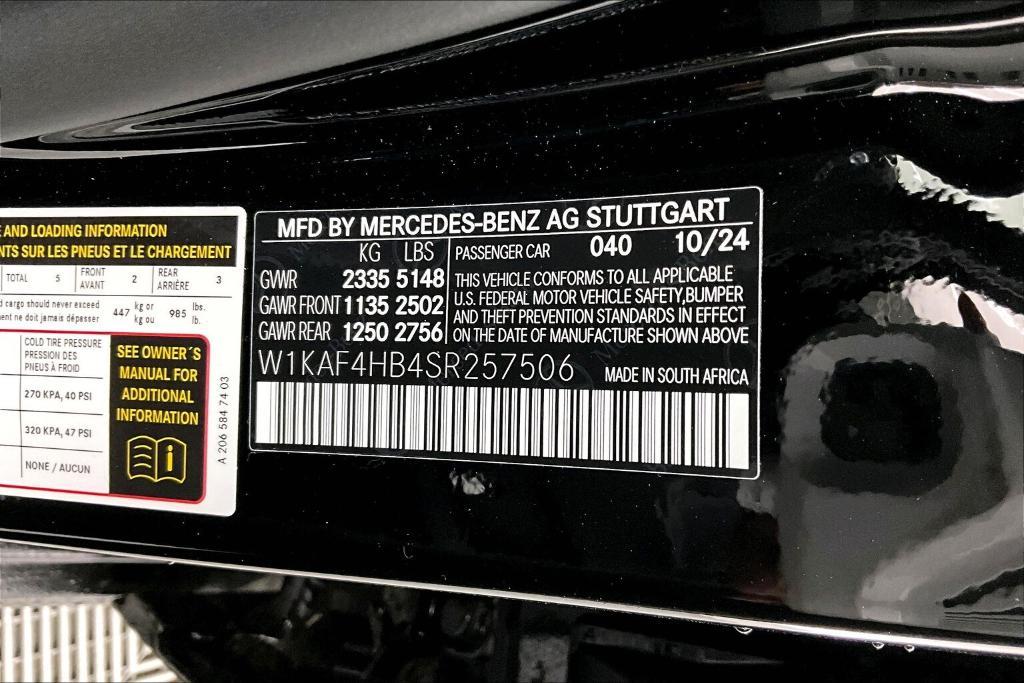 E AND LOADING INFORMATION
NTS SUR LES PNEUS ET LE CHARGEMENT
TOTAL 5 FRONT AVANT 2 REAR ARRIÈRE 3
d cargo should never exceed 447 kg or 985 lbs.
ent ne doit jamais dépasser kg ou lb.
COLD TIRE PRESSURE
PRESSION DES
PNEUS À FROID
270 KPA, 40 PSI
320 KPA, 47 PSI
NONE / AUCUN
SEE OWNER´S
MANUAL FOR
ADDITIONAL
INFORMATION
i
A 206 584 74 03
MFD BY MERCEDES-BENZ AG STUTTGART
KG LBS PASSENGER CAR 040 10/24
GVWR 2335 5148
GAWR FRONT 1135 2502
GAWR REAR 1250 2756
THIS VEHICLE CONFORMS TO ALL APPLICABLE
U.S. FEDERAL MOTOR VEHICLE SAFETY,BUMPER
AND THEFT PREVENTION STANDARDS IN EFFECT
ON THE DATE OF MANUFACTURE SHOWN ABOVE
W1KAF4HB4SR257506 MADE IN SOUTH AFRICA